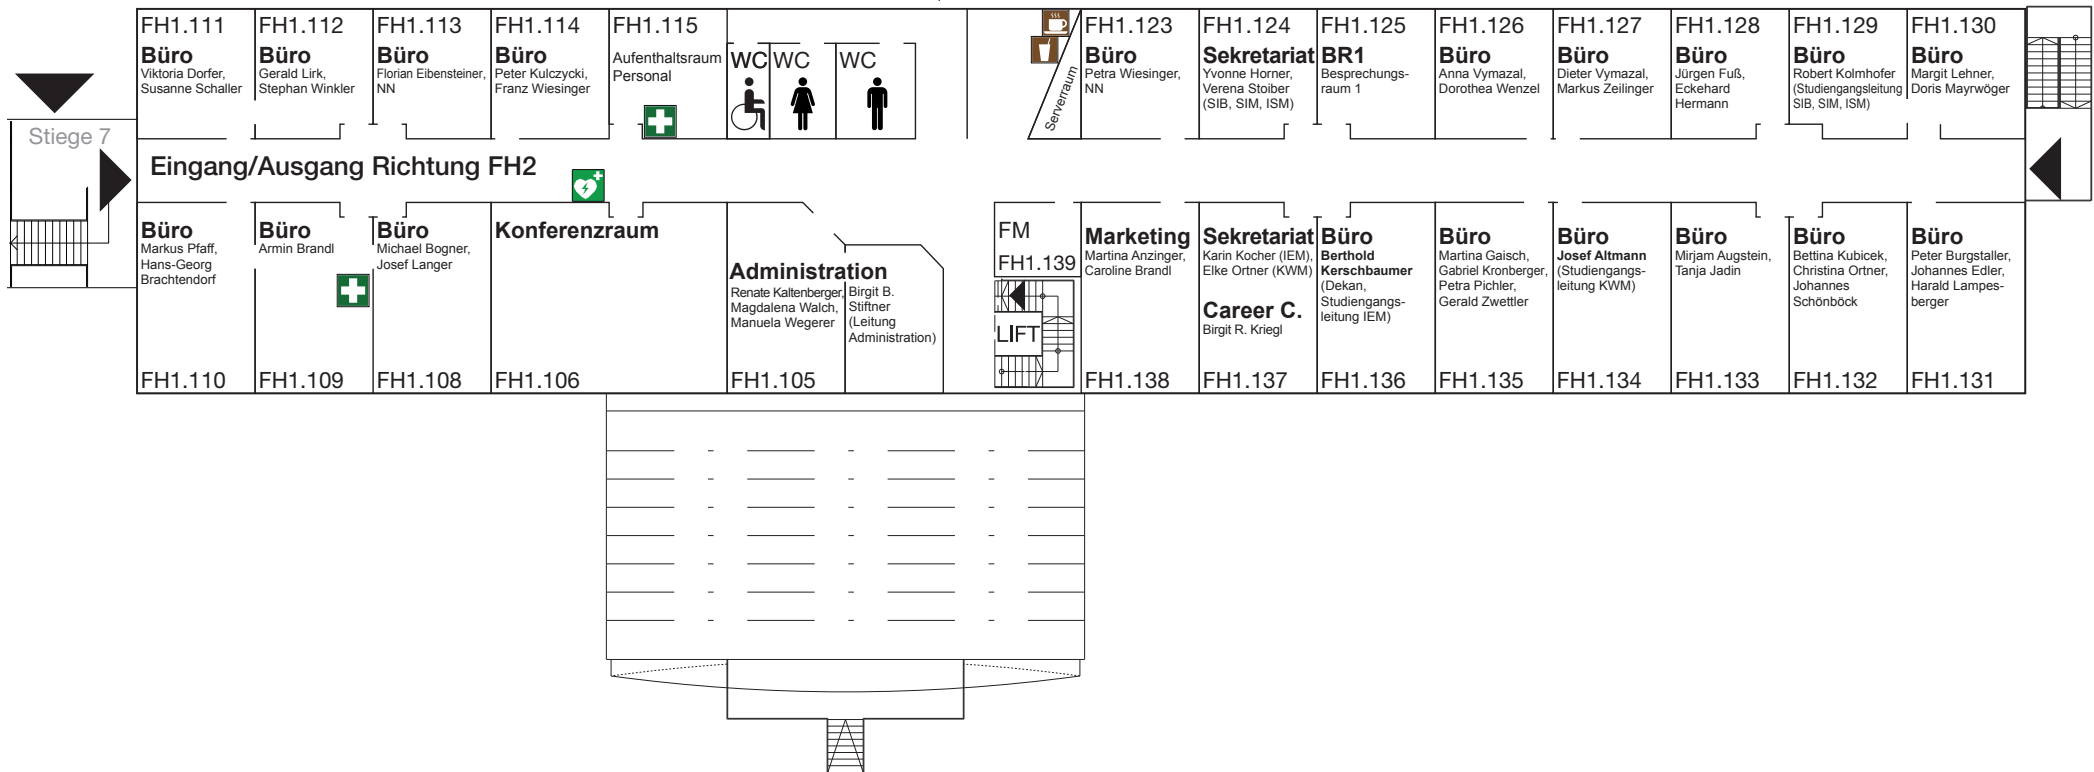 FH1.111
Büro
Viktoria Dorfer,
Susanne Schaller
FH1.112
Büro
Gerald Lirk,
Stephan Winkler
FH1.113
Büro
Florian Eibensteiner,
NN
FH1.114
Büro
Peter Kulczycki,
Franz Wiesinger
FH1.115
Aufenthaltsraum
Personal
WC
WC
WC
Serverraum
FH1.123
Büro
Petra Wiesinger,
NN
FH1.124
Sekretariat
Yvonne Horner,
Verena Stoiber
(SIB, SIM, ISM)
FH1.125
BR1
Besprechungs-
raum 1
FH1.126
Büro
Anna Vymazal,
Dorothea Wenzel
FH1.127
Büro
Dieter Vymazal,
Markus Zeilinger
FH1.128
Büro
Jürgen Fuß,
Eckehard
Hermann
FH1.129
Büro
Robert Kolmhofer
(Studiengangsleitung
SIB, SIM, ISM)
FH1.130
Büro
Margit Lehner,
Doris Mayrwöger
Stiege 7
Eingang/Ausgang Richtung FH2
Büro
Markus Pfaff,
Hans-Georg
Brachtendorf
FH1.110
Büro
Armin Brandl
FH1.109
Büro
Michael Bogner,
Josef Langer
FH1.108
Konferenzraum
FH1.106
Administration
Renate Kaltenberger,
Magdalena Walch,
Manuela Wegerer
FH1.105
Birgit B.
Stiftner
(Leitung
Administration)
FM
FH1.139
LIFT
Marketing
Martina Anzinger,
Caroline Brandl
FH1.138
Sekretariat
Karin Kocher (IEM),
Elke Ortner (KWM)
Career C.
Birgit R. Kriegl
FH1.137
Büro
Berthold
Kerschbaumer
(Dekan,
Studiengangs-
leitung IEM)
FH1.136
Büro
Martina Gaisch,
Gabriel Kronberger,
Petra Pichler,
Gerald Zwettler
FH1.135
Büro
Josef Altmann
(Studiengangs-
leitung KWM)
FH1.134
Büro
Mirjam Augstein,
Tanja Jadin
FH1.133
Büro
Bettina Kubicek,
Christina Ortner,
Johannes
Schönböck
FH1.132
Büro
Peter Burgstaller,
Johannes Edler,
Harald Lampes-
berger
FH1.131